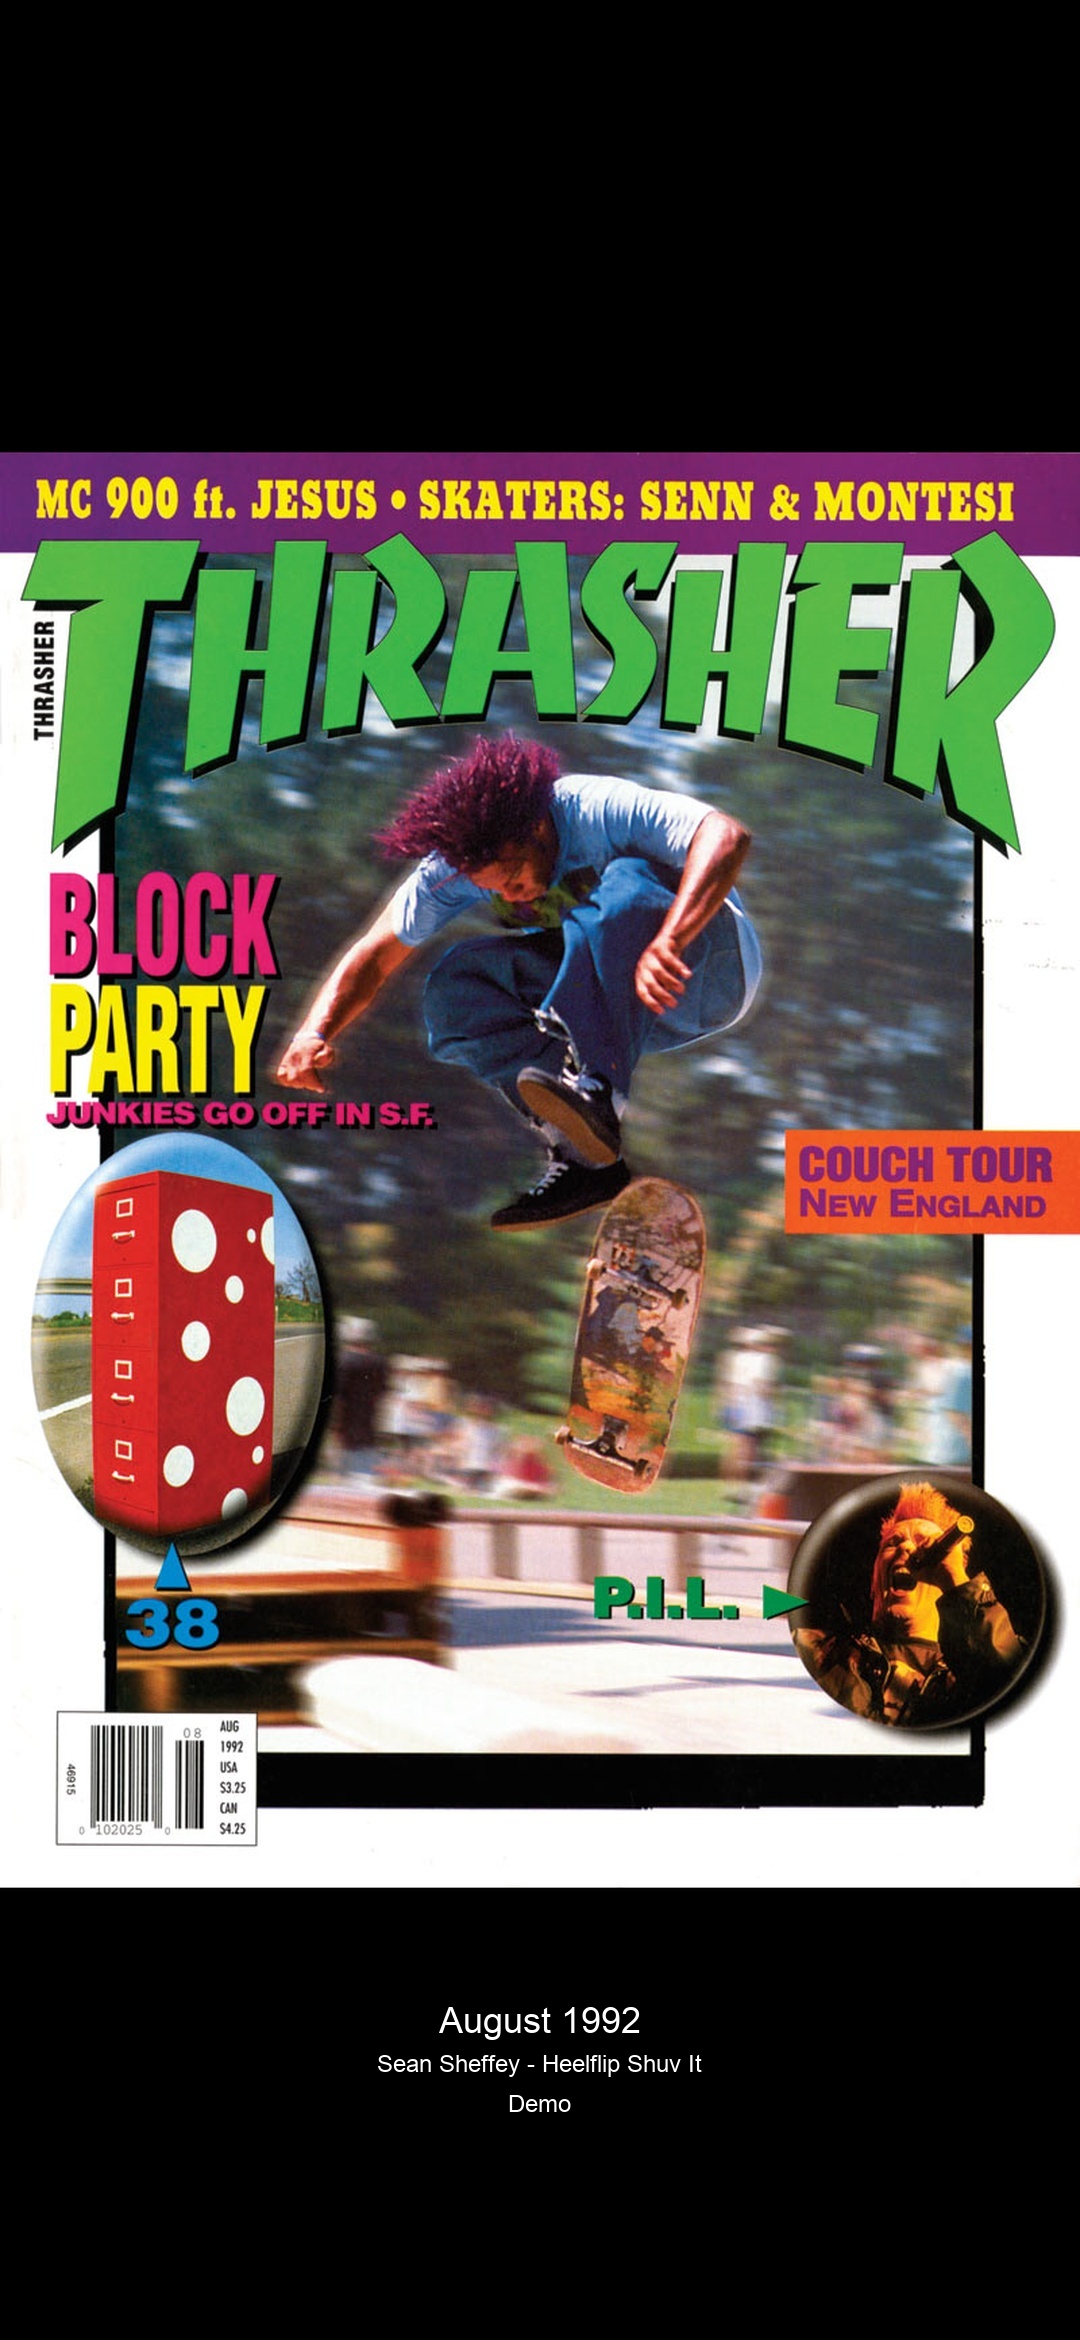 MC 900 ft. JESUS • SKATERS: SENN & MONTESI
THRASHER
THRASHER
BLOCK
PARTY
JUNKIES GO OFF IN S.F.
COUCH TOUR
NEW ENGLAND
P.I.L.
38
08
46915
0 102025 0
AUG
1992
USA
$3.25
CAN
$4.25
August 1992
Sean Sheffey - Heelflip Shuv It
Demo